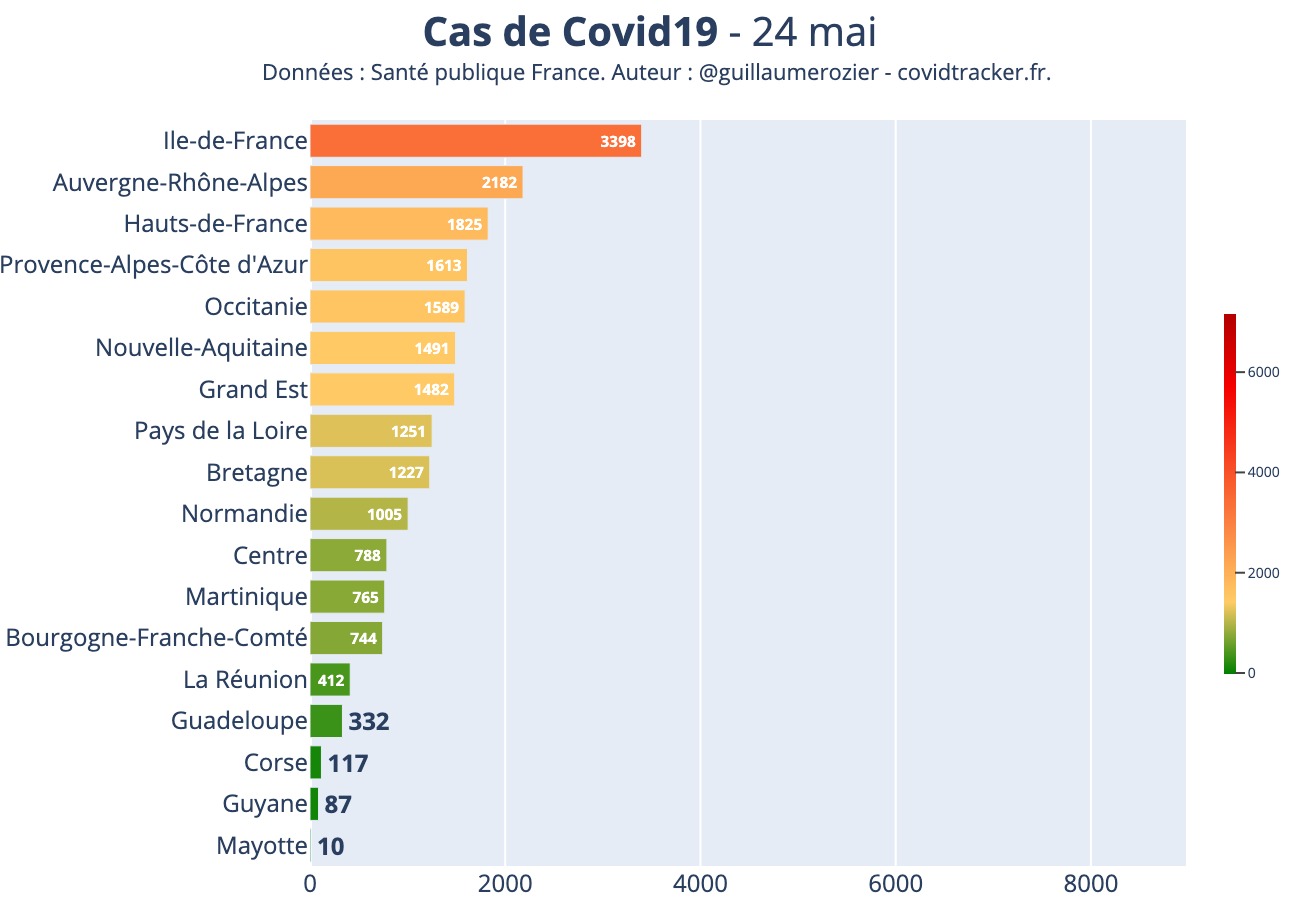 Cas de Covid19 - 24 mai
Données : Santé publique France. Auteur : @guillaumerozier - covidtracker.fr.
Ile-de-France 3398
Auvergne-Rhône-Alpes 2182
Hauts-de-France 1825
Provence-Alpes-Côte d'Azur 1613
Occitanie 1589
Nouvelle-Aquitaine 1491
Grand Est 1482
Pays de la Loire 1251
Bretagne 1227
Normandie 1005
Centre 788
Martinique 765
Bourgogne-Franche-Comté 744
La Réunion 412
Guadeloupe 332
Corse 117
Guyane 87
Mayotte 10
0 2000 4000 6000 8000
6000
4000
2000
0